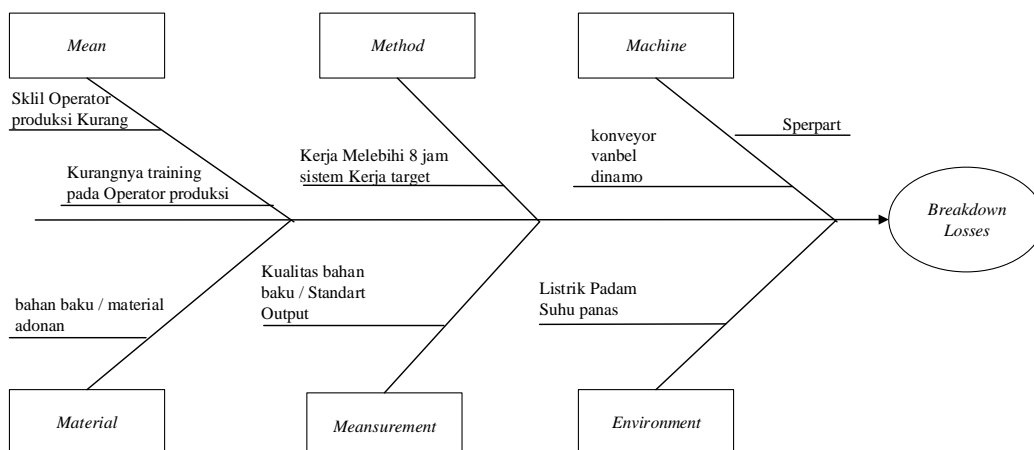 Mean
Method
Machine
Sklil Operator
produksi Kurang
Sperpart
Kerja Melebihi 8 jam
sistem Kerja target
konveyor
vanbel
dinamo
Kurangnya training
pada Operator produksi
Breakdown
Losses
bahan baku / material
adonan
Kualitas bahan
baku / Standart
Output
Listrik Padam
Suhu panas
Material
Meansurement
Environment